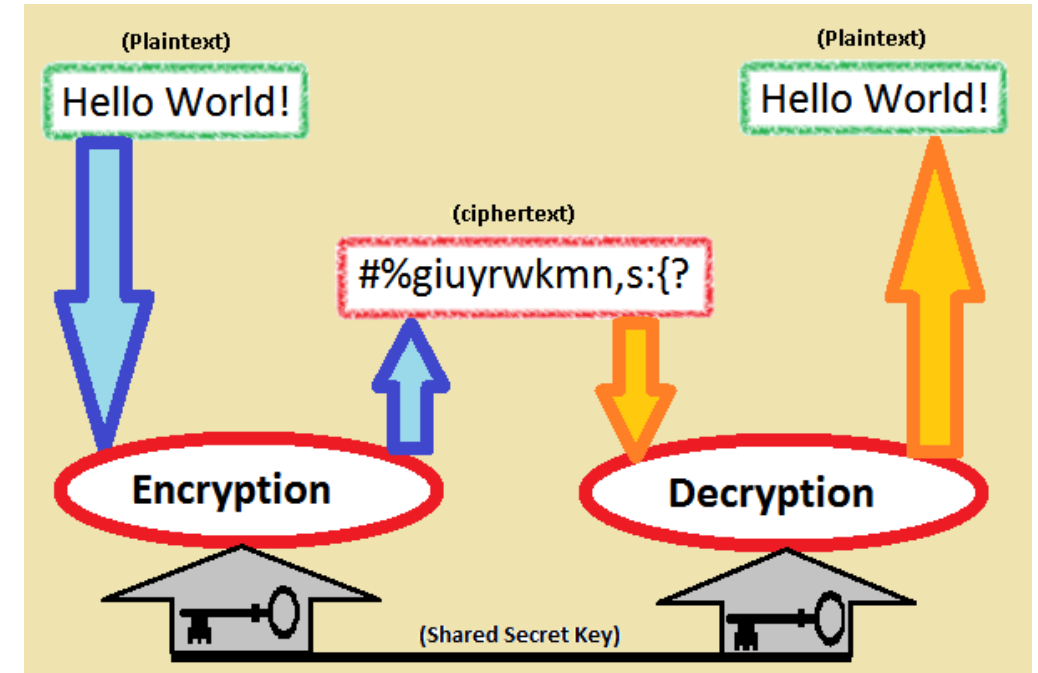 (Plaintext)
Hello World!
(Plaintext)
Hello World!
(ciphertext)
#%giuyrwkmn,s:{?
Encryption
Decryption
(Shared Secret Key)